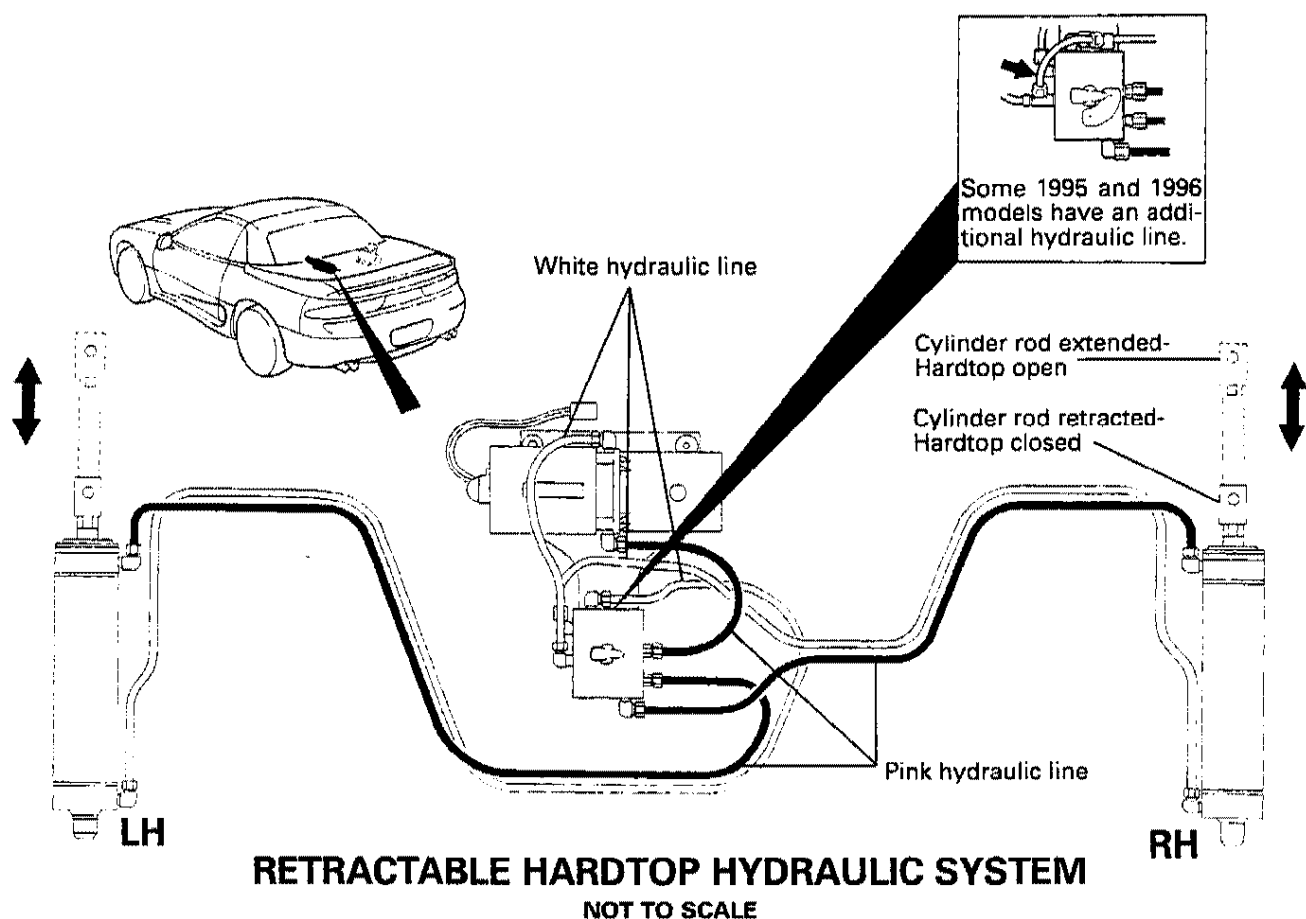 Some 1995 and 1996
models have an addi-
tional hydraulic line.
White hydraulic line
Cylinder rod extended-
Hardtop open
Cylinder rod retracted-
Hardtop closed
Pink hydraulic line
LH
RH
RETRACTABLE HARDTOP HYDRAULIC SYSTEM
NOT TO SCALE